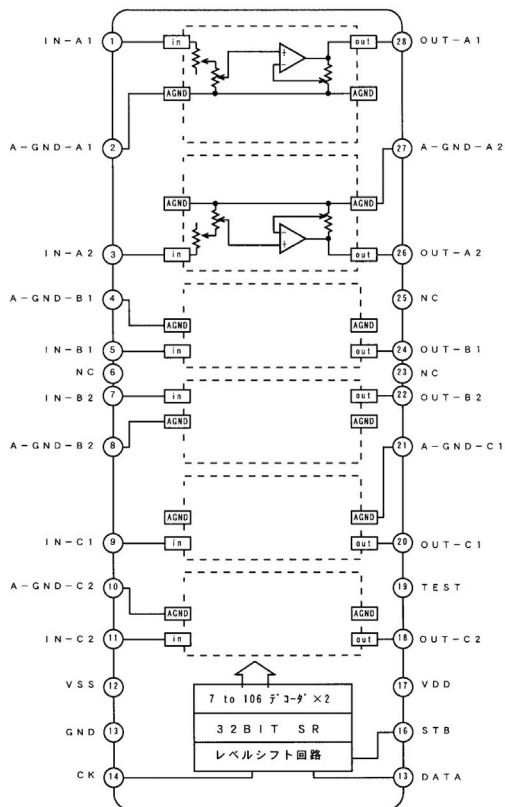 IN-A1 1 in out 28 OUT-A1
AGND AGND
A-GND-A1 2 27 A-GND-A2
AGND AGND
IN-A2 3 in out 26 OUT-A2
A-GND-B1 4 25 NC
AGND AGND
IN-B1 5 in out 24 OUT-B1
NC 6 23 NC
IN-B2 7 in out 22 OUT-B2
AGND AGND
A-GND-B2 8 21 A-GND-C1
AGND AGND
IN-C1 9 in out 20 OUT-C1
A-GND-C2 10 19 TEST
AGND AGND
IN-C2 11 in out 18 OUT-C2
VSS 12 17 VDD
7 to 106 デコーダ×2
GND 13 32BIT SR 16 STB
レベルシフト回路
CK 14 13 DATA